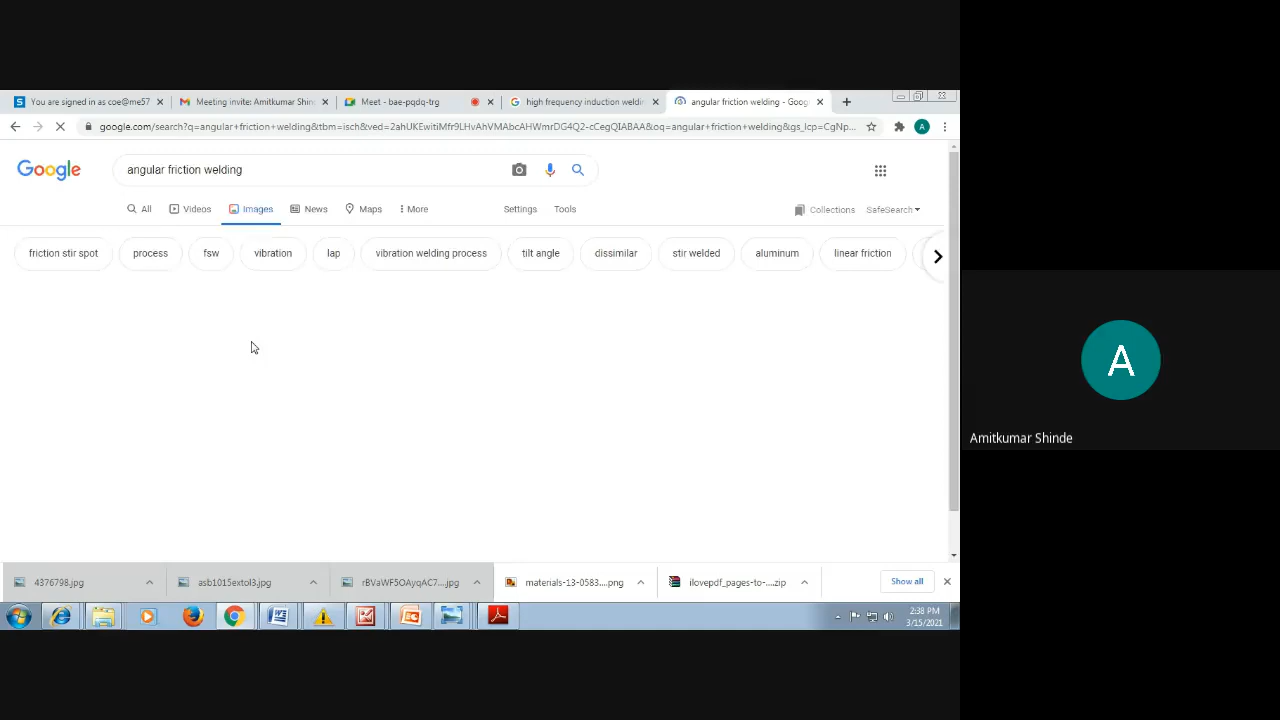 You are signed in as coe@me57
Meeting invite: Amitkumar Shind
Meet - bae-pqdq-trg
high frequency induction weldin
angular friction welding - Goog
google.com/search?q=angular+friction+welding&tbm=isch&ved=2ahUKEwitiMfr9LHvAhVMAbcAHWmrDG4Q2-cCegQIABAA&oq=angular+friction+welding&gs_lcp=CgNp...
Google
angular friction welding
All
Videos
Images
News
Maps
More
Settings
Tools
Collections
SafeSearch
friction stir spot
process
fsw
vibration
lap
vibration welding process
tilt angle
dissimilar
stir welded
aluminum
linear friction
A
Amitkumar Shinde
4376798.jpg
asb1015extol3.jpg
rBVaWF5OAyqAC7....jpg
materials-13-0583....png
ilovepdf_pages-to-....zip
Show all
2:38 PM
3/15/2021